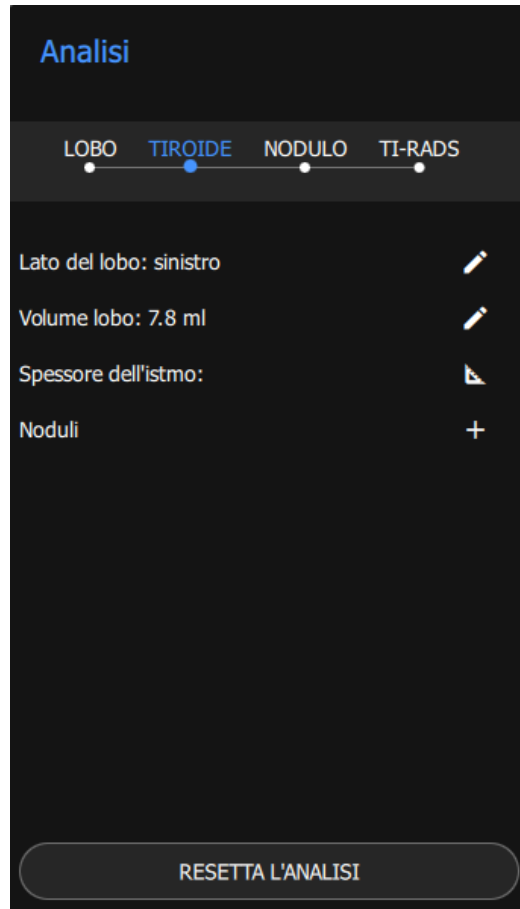 Analisi
LOBO TIROIDE NODULO TI-RADS
Lato del lobo: sinistro
Volume lobo: 7.8 ml
Spessore dell'istmo:
Noduli
RESETTA L'ANALISI